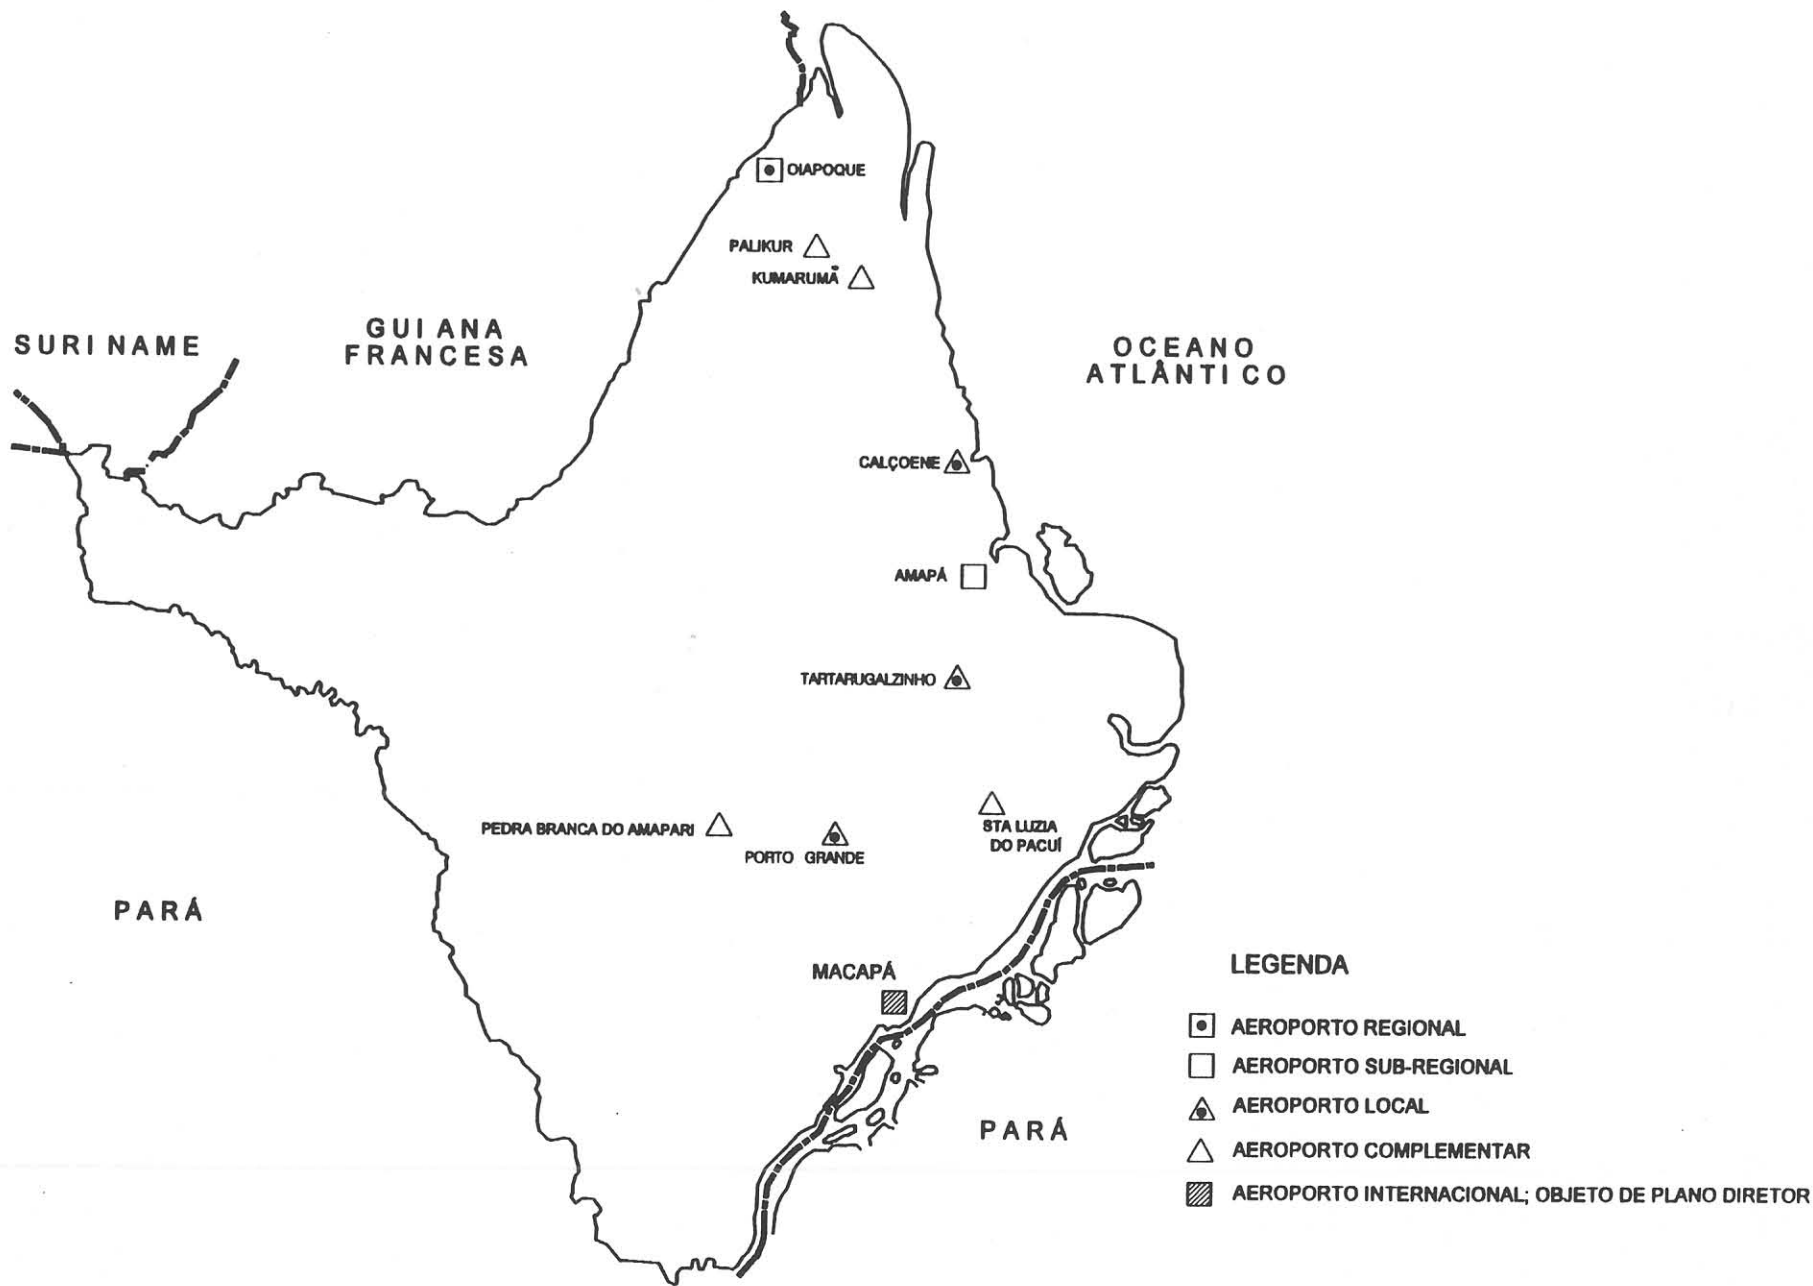 OIAPOQUE
PALIKUR
KUMARUMÃ
SURINAME
GUIANA
FRANCESA
OCEANO
ATLÂNTICO
CALÇOENE
AMAPÁ
TARTARUGALZINHO
PEDRA BRANCA DO AMAPARI
PORTO GRANDE
STA LUZIA
DO PACUÍ
PARÁ
MACAPÁ
PARÁ
LEGENDA
AEROPORTO REGIONAL
AEROPORTO SUB-REGIONAL
AEROPORTO LOCAL
AEROPORTO COMPLEMENTAR
AEROPORTO INTERNACIONAL; OBJETO DE PLANO DIRETOR